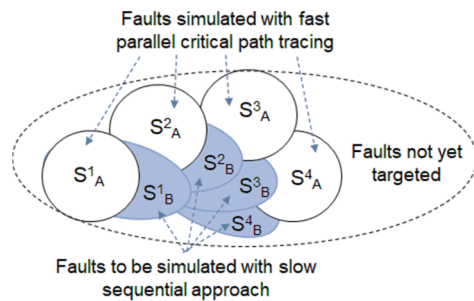 Faults simulated with fast
parallel critical path tracing
S³A
S²A
S¹A
S²B
S⁴A
Faults not yet
targeted
S¹B
S³B
S⁴B
Faults to be simulated with slow
sequential approach